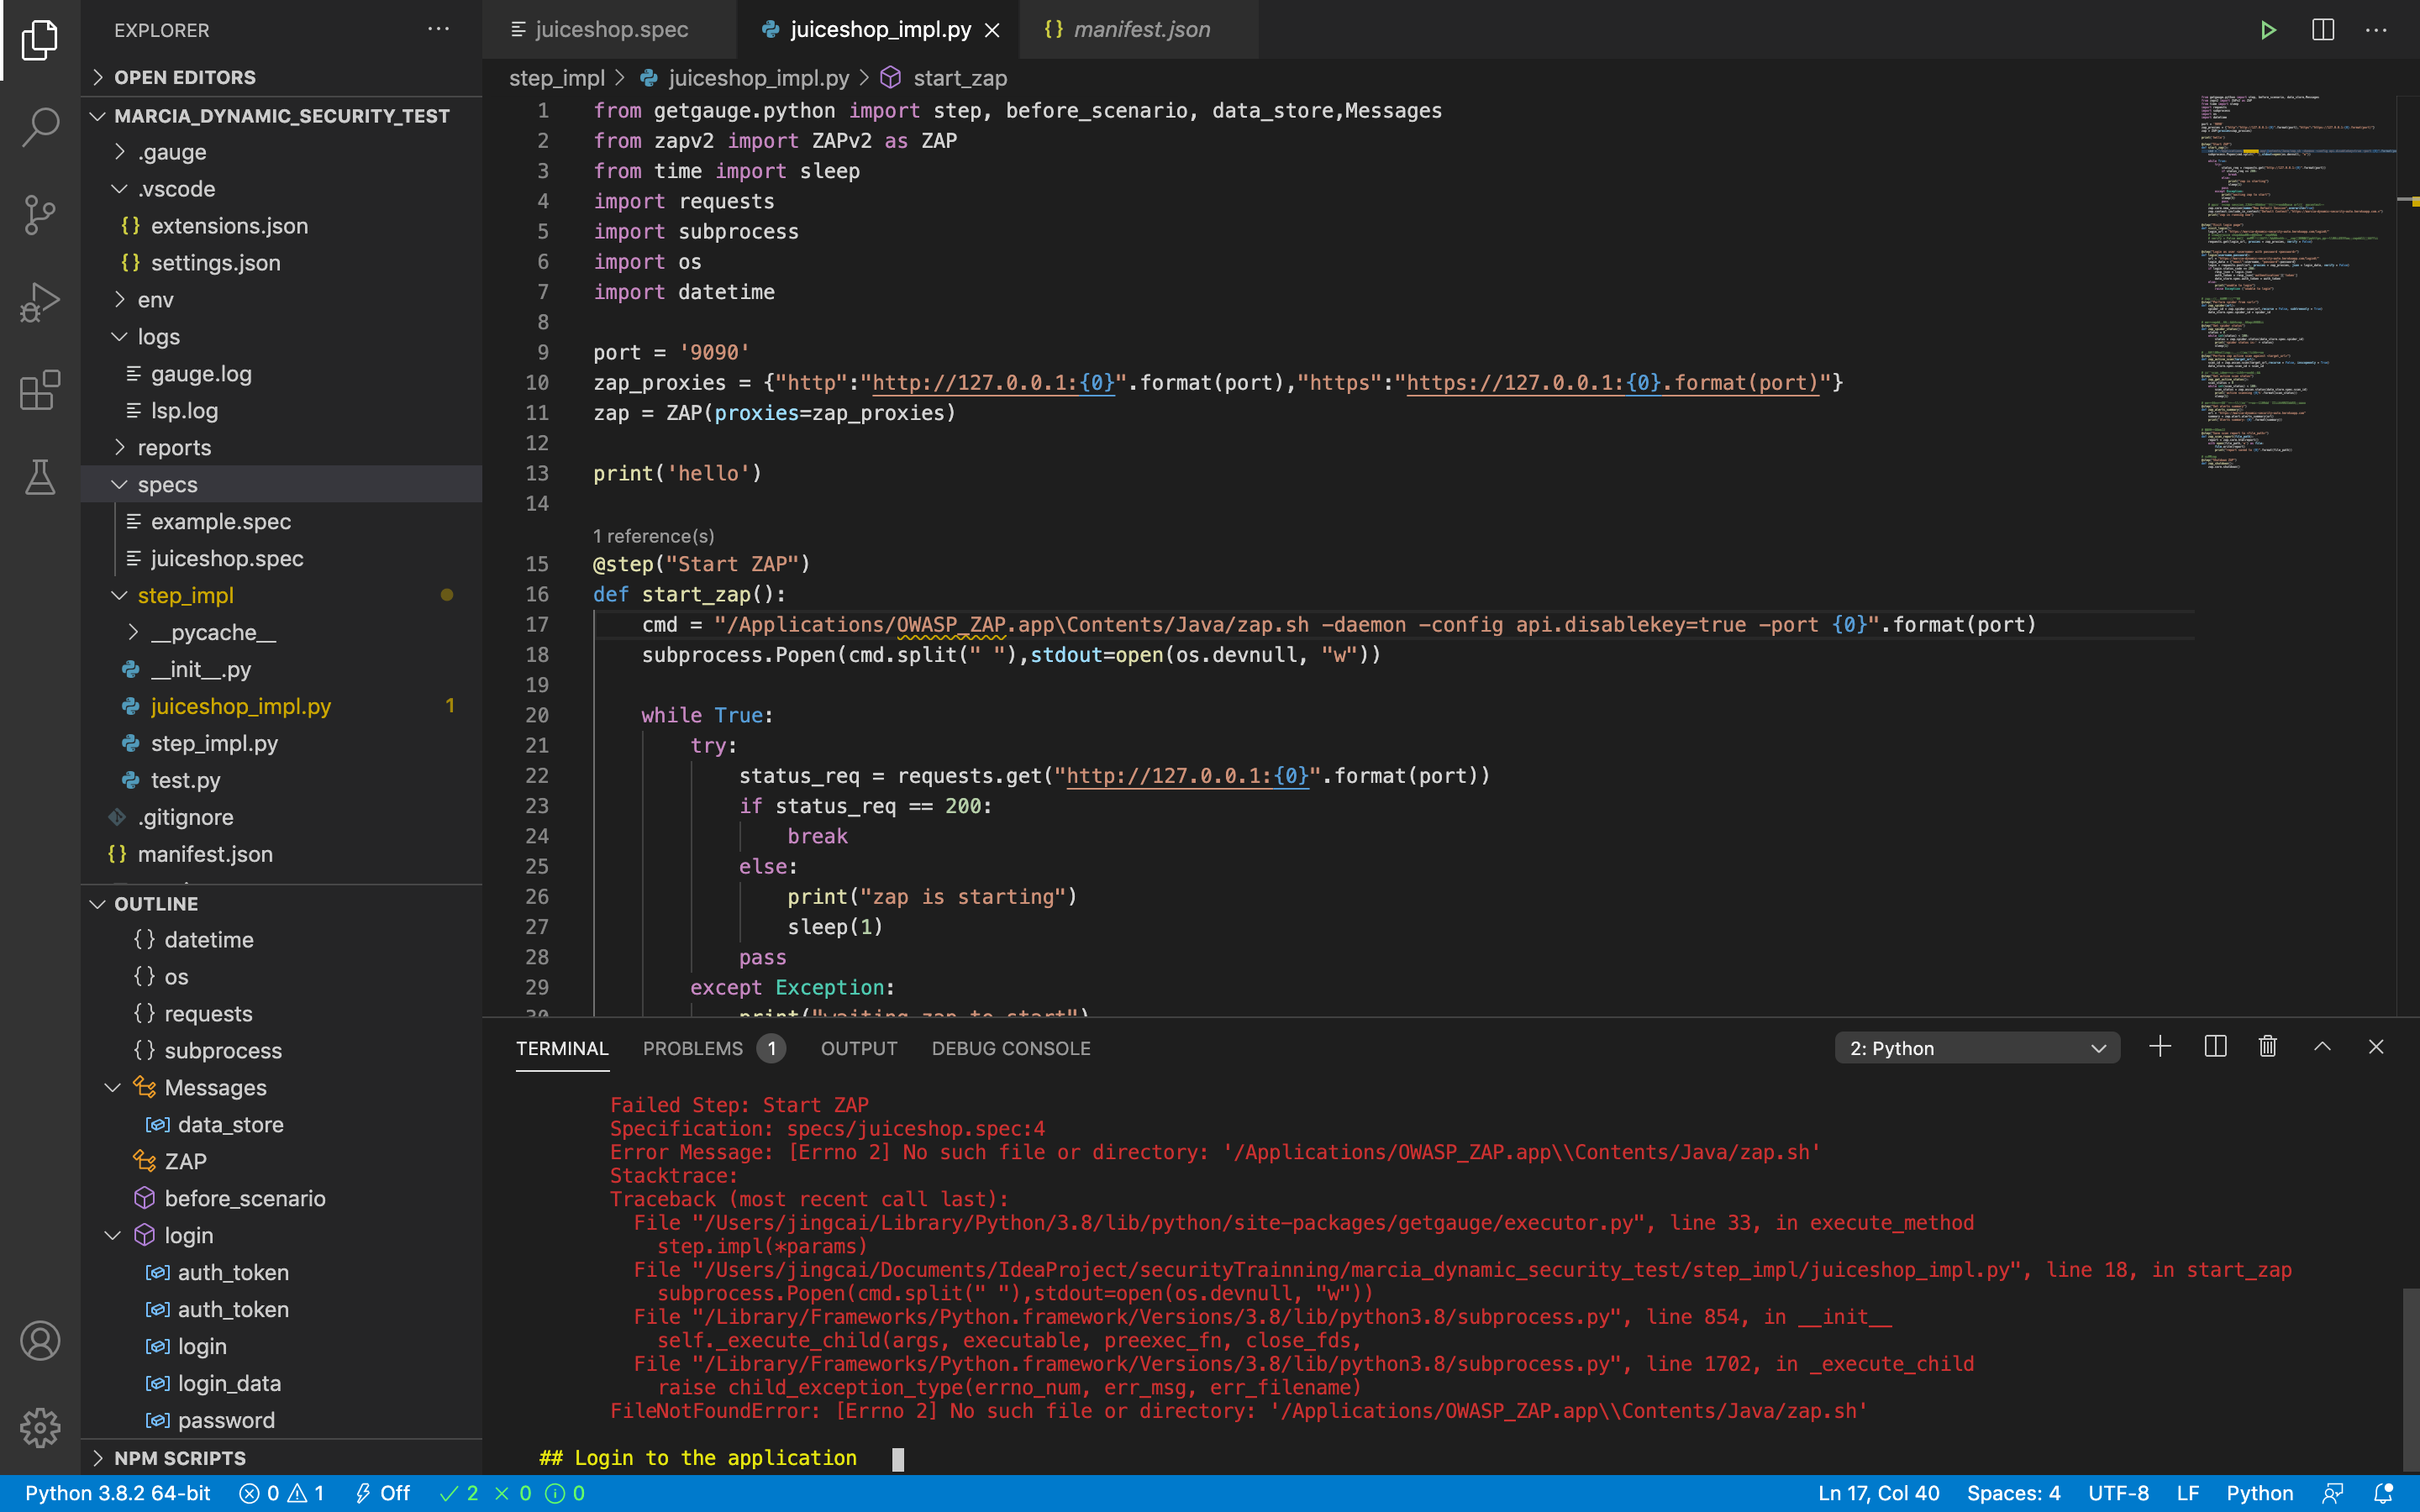 EXPLORER
OPEN EDITORS
MARCIA_DYNAMIC_SECURITY_TEST
.gauge
.vscode
{} extensions.json
{} settings.json
env
logs
gauge.log
lsp.log
reports
specs
example.spec
juiceshop.spec
step_impl
__pycache__
__init__.py
juiceshop_impl.py 1
step_impl.py
test.py
.gitignore
{} manifest.json
OUTLINE
{} datetime
{} os
{} requests
{} subprocess
Messages
data_store
ZAP
before_scenario
login
auth_token
auth_token
login
login_data
password
NPM SCRIPTS
juiceshop.spec
juiceshop_impl.py
{} manifest.json
step_impl > juiceshop_impl.py > start_zap
1 from getgauge.python import step, before_scenario, data_store,Messages
2 from zapv2 import ZAPv2 as ZAP
3 from time import sleep
4 import requests
5 import subprocess
6 import os
7 import datetime
8
9 port = '9090'
10 zap_proxies = {"http":"http://127.0.0.1:{0}".format(port),"https":"https://127.0.0.1:{0}.format(port)"}
11 zap = ZAP(proxies=zap_proxies)
12
13 print('hello')
14
1 reference(s)
15 @step("Start ZAP")
16 def start_zap():
17 cmd = "/Applications/OWASP_ZAP.app\Contents/Java/zap.sh -daemon -config api.disablekey=true -port {0}".format(port)
18 subprocess.Popen(cmd.split(" "),stdout=open(os.devnull, "w"))
19
20 while True:
21 try:
22 status_req = requests.get("http://127.0.0.1:{0}".format(port))
23 if status_req == 200:
24 break
25 else:
26 print("zap is starting")
27 sleep(1)
28 pass
29 except Exception:
30 print("waiting zap to start")
TERMINAL PROBLEMS 1 OUTPUT DEBUG CONSOLE 2: Python
Failed Step: Start ZAP
Specification: specs/juiceshop.spec:4
Error Message: [Errno 2] No such file or directory: '/Applications/OWASP_ZAP.app\\Contents/Java/zap.sh'
Stacktrace:
Traceback (most recent call last):
File "/Users/jingcai/Library/Python/3.8/lib/python/site-packages/getgauge/executor.py", line 33, in execute_method
step.impl(*params)
File "/Users/jingcai/Documents/IdeaProject/securityTrainning/marcia_dynamic_security_test/step_impl/juiceshop_impl.py", line 18, in start_zap
subprocess.Popen(cmd.split(" "),stdout=open(os.devnull, "w"))
File "/Library/Frameworks/Python.framework/Versions/3.8/lib/python3.8/subprocess.py", line 854, in __init__
self._execute_child(args, executable, preexec_fn, close_fds,
File "/Library/Frameworks/Python.framework/Versions/3.8/lib/python3.8/subprocess.py", line 1702, in _execute_child
raise child_exception_type(errno_num, err_msg, err_filename)
FileNotFoundError: [Errno 2] No such file or directory: '/Applications/OWASP_ZAP.app\\Contents/Java/zap.sh'
## Login to the application
Python 3.8.2 64-bit 0 1 Off 2 0 0 Ln 17, Col 40 Spaces: 4 UTF-8 LF Python